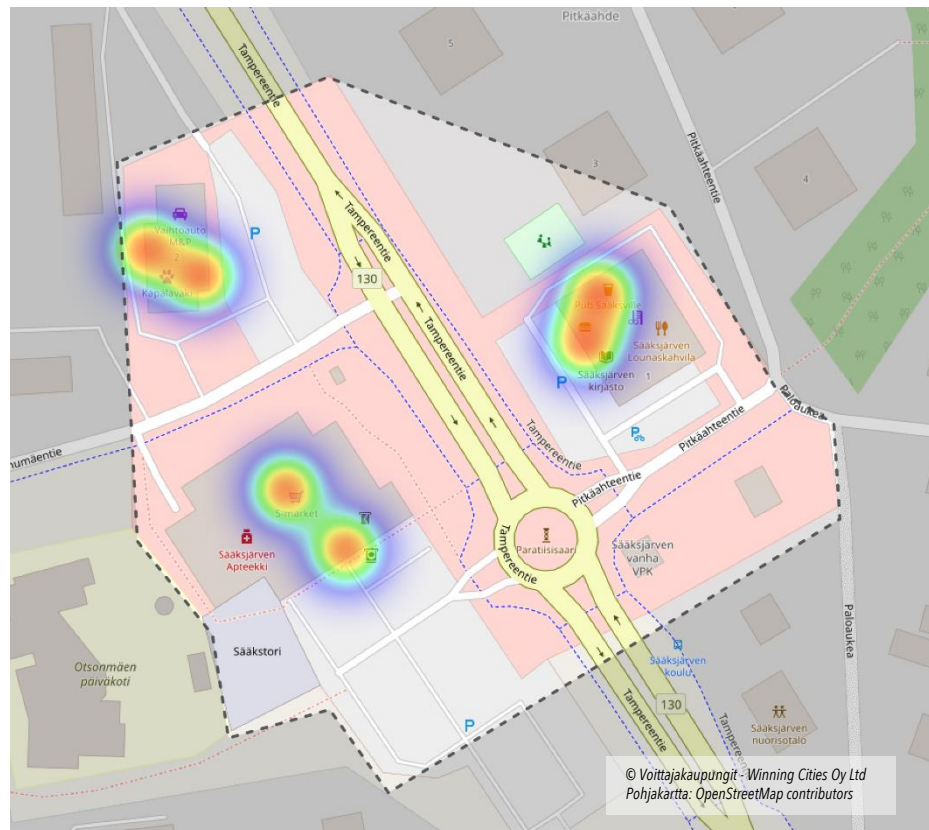 Pitkäahde
5
Tampereentie
Pitkäahteentie
3
4
P
Vaihtoauto
M&P
2
Tampereentie
130
Pub Sääksville
Sääksjärven
Lounaskahvila
Sääksjärven
kirjasto
1
P
Tampereentie
Paloaukea
Pitkäahteentie
P
Tampereentie
Pitkäahteentie
S-market
Paratiisisaari
Sääksjärven
Apteekki
Tampereentie
Sääksjärven
vanha
VPK
Paloaukea
Sääkstori
Otsonmäen
päiväkoti
Sääksjärven
koulu
Tampereentie
130
P
Sääksjärven
nuorisotalo
© Voittajakaupungit - Winning Cities Oy Ltd
Pohjakartta: OpenStreetMap contributors